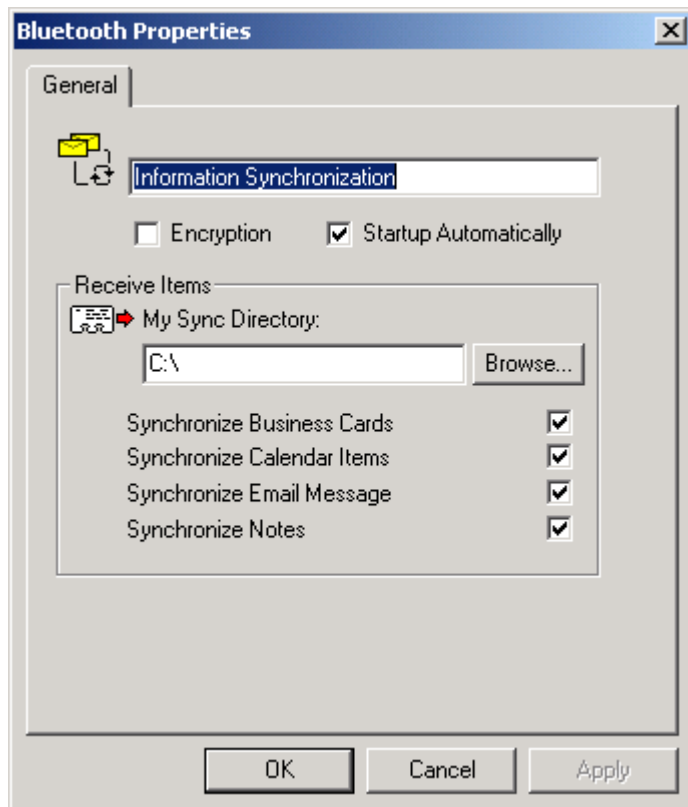 Bluetooth Properties
General
Information Synchronization
Encryption Startup Automatically
Receive Items
My Sync Directory:
C:\ Browse...
Synchronize Business Cards
Synchronize Calendar Items
Synchronize Email Message
Synchronize Notes
OK Cancel Apply